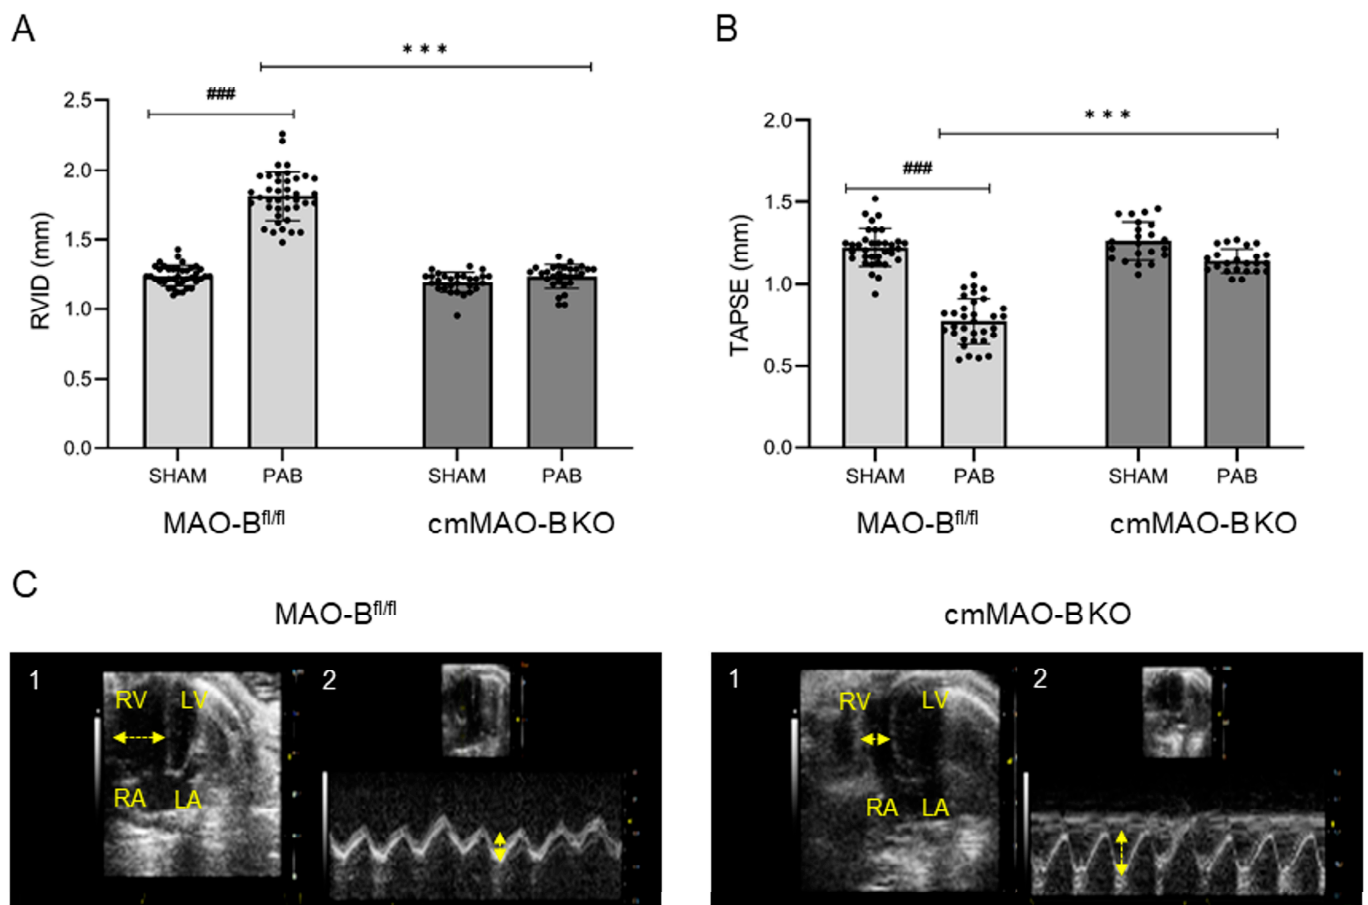 A
B
* * *
###
2.5
2.0
1.5
1.0
0.5
0.0
RVID (mm)
SHAM
PAB
SHAM
PAB
MAO-Bfl/fl
cmMAO-B KO
* * *
###
2.0
1.5
1.0
0.5
0.0
TAPSE (mm)
SHAM
PAB
SHAM
PAB
MAO-Bfl/fl
cmMAO-B KO
C
MAO-Bfl/fl
cmMAO-B KO
1
RV
LV
RA
LA
2
1
RV
LV
RA
LA
2